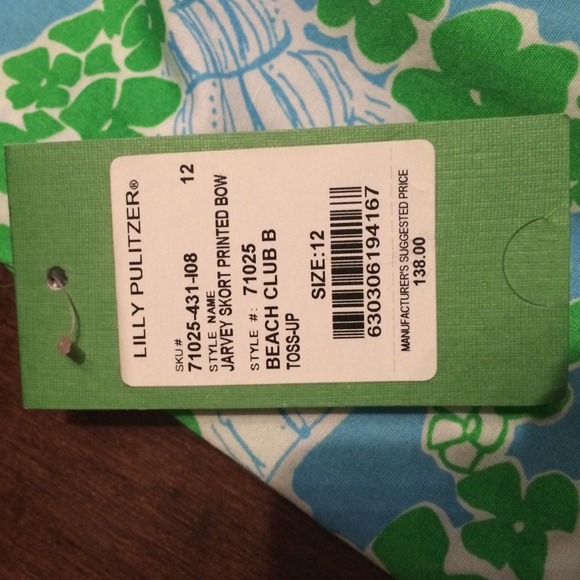 LILLY PULITZER®
SKU #
71025-431-I08 12
STYLE NAME
JARVEY SKORT PRINTED BOW
STYLE #: 71025
BEACH CLUB B
TOSS-UP
SIZE:12
630306194167
MANUFACTURER'S SUGGESTED PRICE
138.00